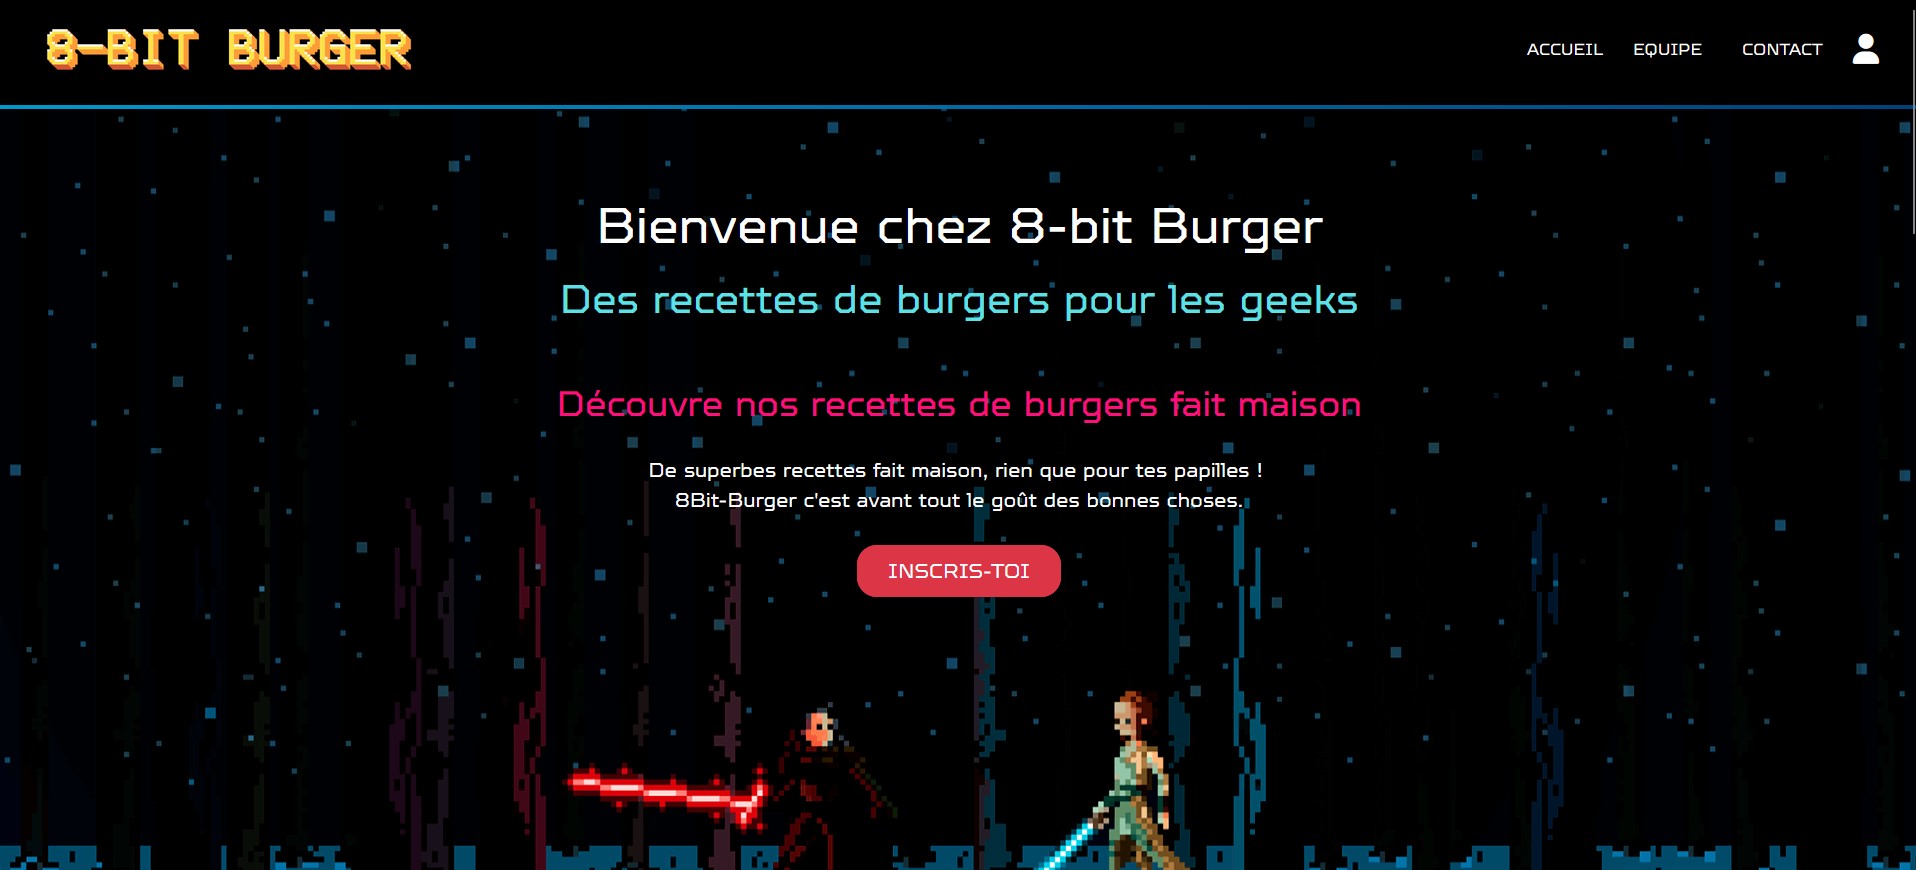 8-BIT BURGER
ACCUEIL EQUIPE CONTACT
Bienvenue chez 8-bit Burger
Des recettes de burgers pour les geeks
Découvre nos recettes de burgers fait maison
De superbes recettes fait maison, rien que pour tes papilles !
8Bit-Burger c'est avant tout le goût des bonnes choses.
INSCRIS-TOI